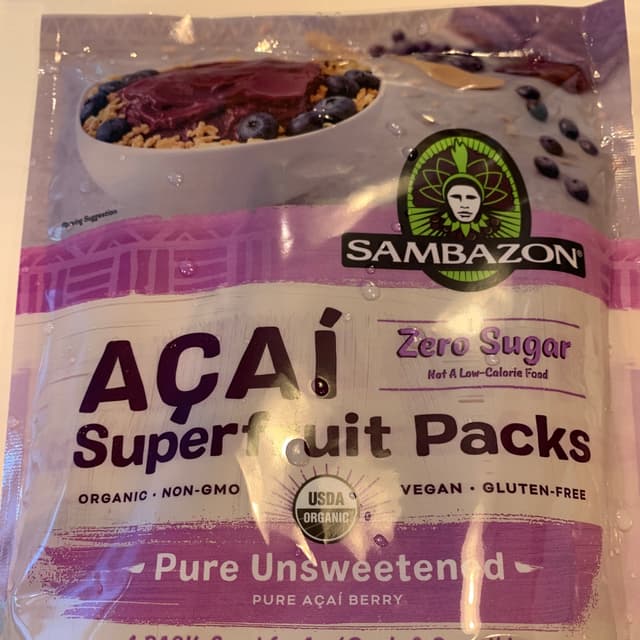 Serving Suggestion
SAMBAZON®
AÇAÍ
Zero Sugar
Not A Low-Calorie Food
Superfruit Packs
ORGANIC · NON-GMO
USDA
ORGANIC
VEGAN · GLUTEN-FREE
Pure Unsweetened
PURE AÇAÍ BERRY